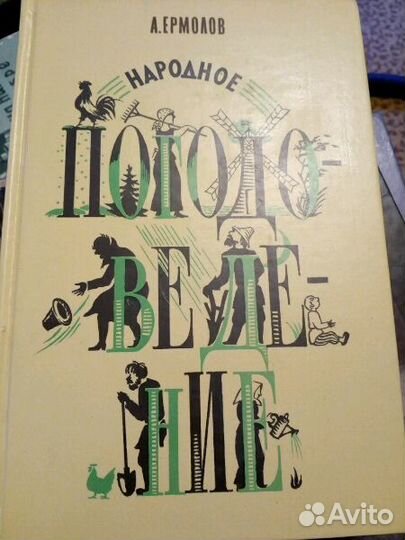 А.ЕРМОЛОВ
НАРОДНОЕ
ПОГОДО-
ВЕДЕ-
НИЕ
Avito